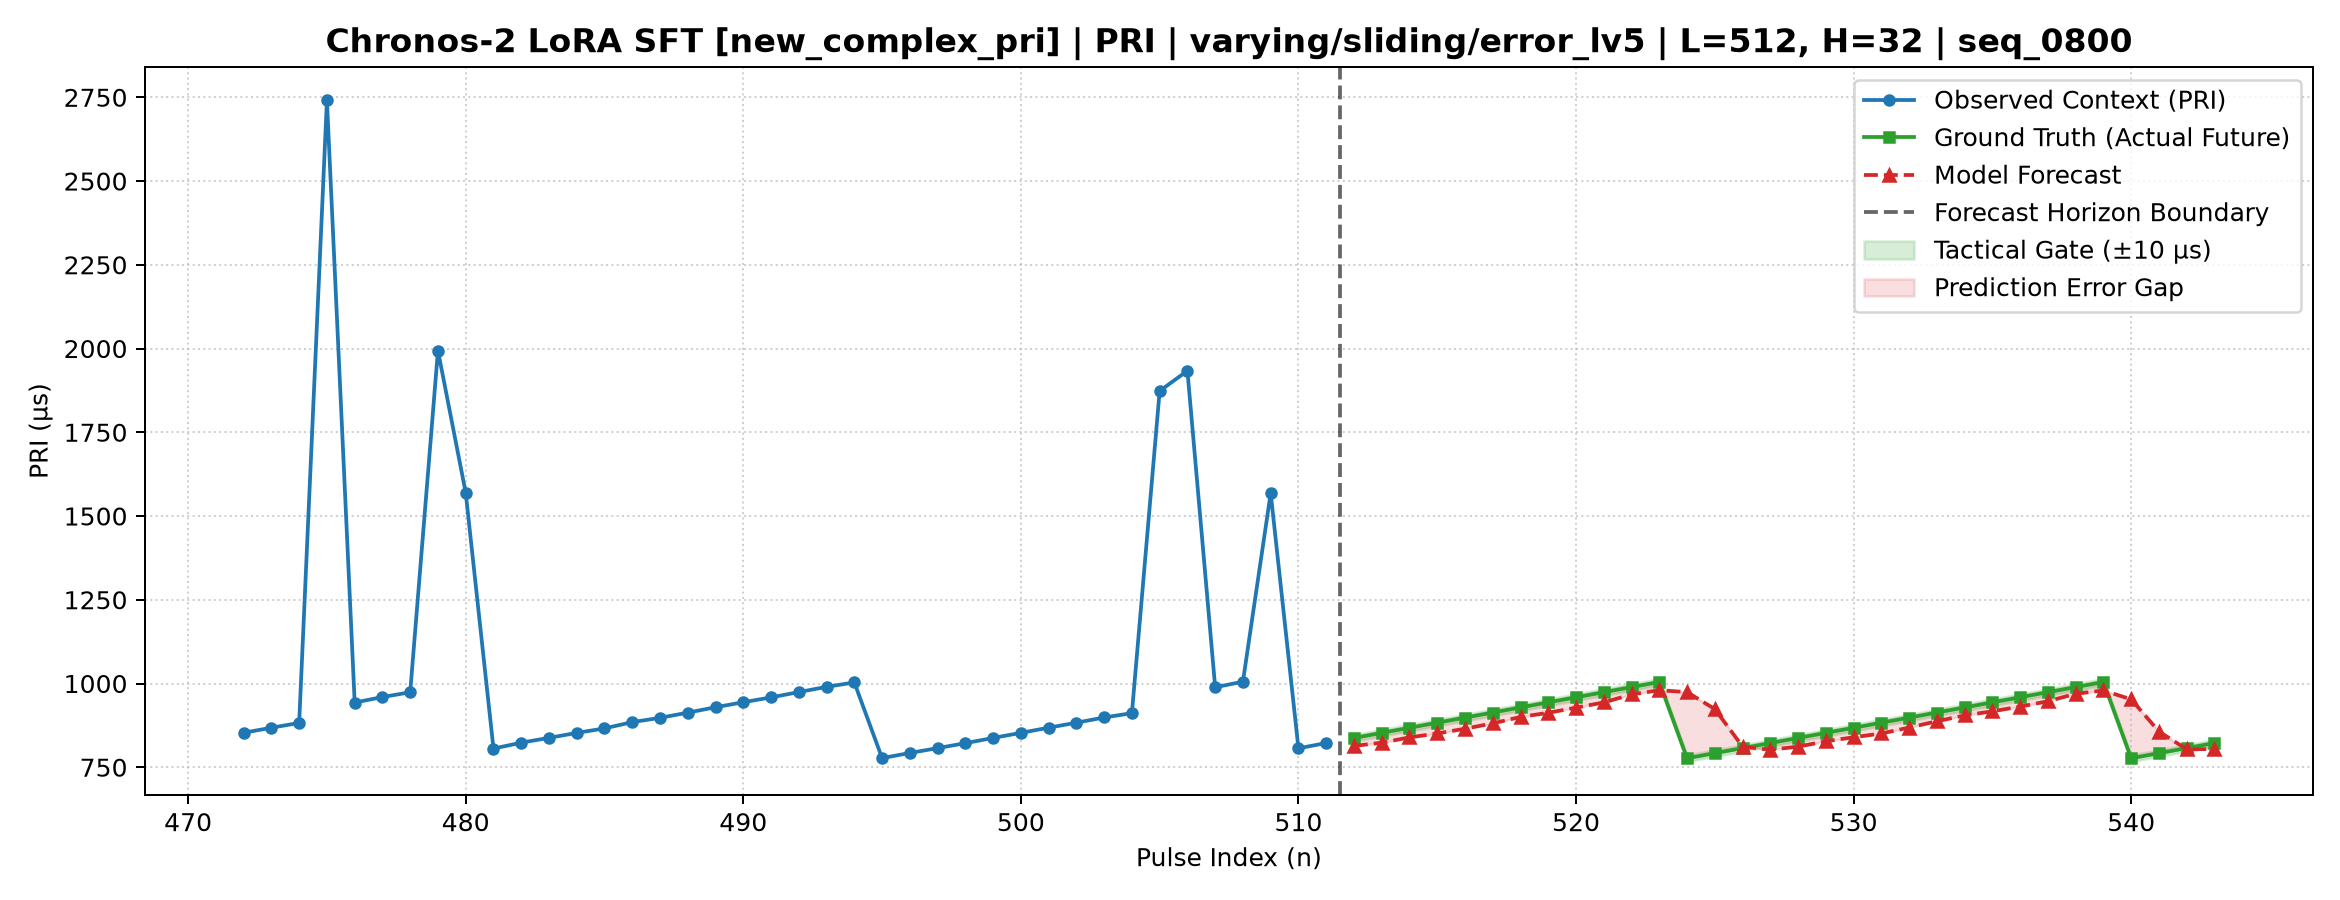 Chronos-2 LoRA SFT [new_complex_pri] | PRI | varying/sliding/error_lv5 | L=512, H=32 | seq_0800
Observed Context (PRI)
Ground Truth (Actual Future)
Model Forecast
Forecast Horizon Boundary
Tactical Gate (±10 µs)
Prediction Error Gap
PRI (µs)
2750
2500
2250
2000
1750
1500
1250
1000
750
470 480 490 500 510 520 530 540
Pulse Index (n)